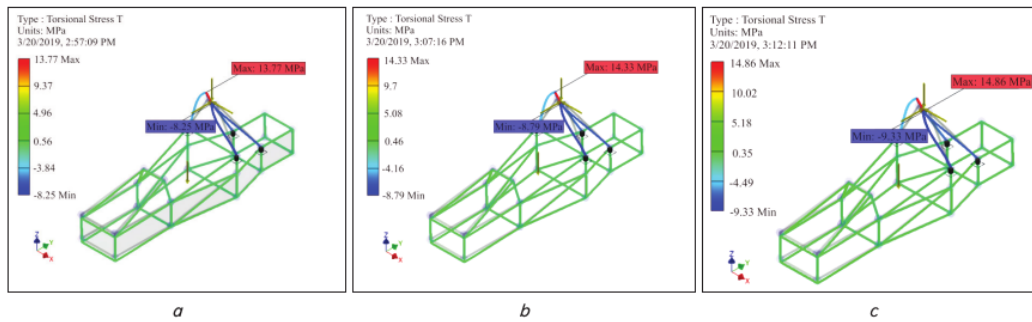 Type : Torsional Stress T
Units: MPa
3/20/2019, 2:57:09 PM
13.77 Max
9.37
4.96
0.56
-3.84
-8.25 Min
Max: 13.77 MPa
Min: -8.25 MPa
Z
Y
X
a
Type : Torsional Stress T
Units: MPa
3/20/2019, 3:07:16 PM
14.33 Max
9.7
5.08
0.46
-4.16
-8.79 Min
Max: 14.33 MPa
Min: -8.79 MPa
Z
Y
X
b
Type : Torsional Stress T
Units: MPa
3/20/2019, 3:12:11 PM
14.86 Max
10.02
5.18
0.35
-4,49
-9.33 Min
Max: 14.86 MPa
Min: -9.33 MPa
Z
Y
X
c